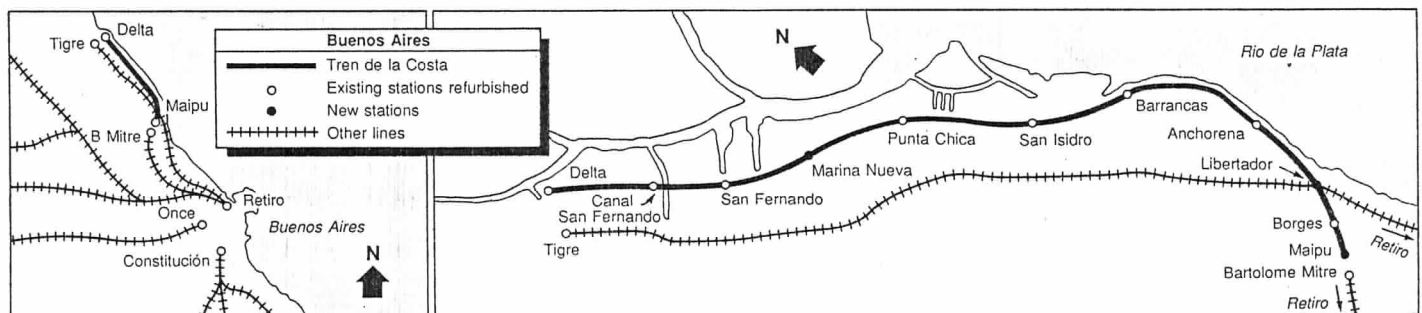 Delta
Tigre
Maipu
B Mitre
Retiro
Once
Buenos Aires
Constitución
N
Buenos Aires
Tren de la Costa
Existing stations refurbished
New stations
Other lines
N
Rio de la Plata
Barrancas
Anchorena
Punta Chica
San Isidro
Libertador
Marina Nueva
Delta
Canal
San Fernando
San Fernando
Tigre
Borges
Retiro
Maipu
Bartolome Mitre
Retiro